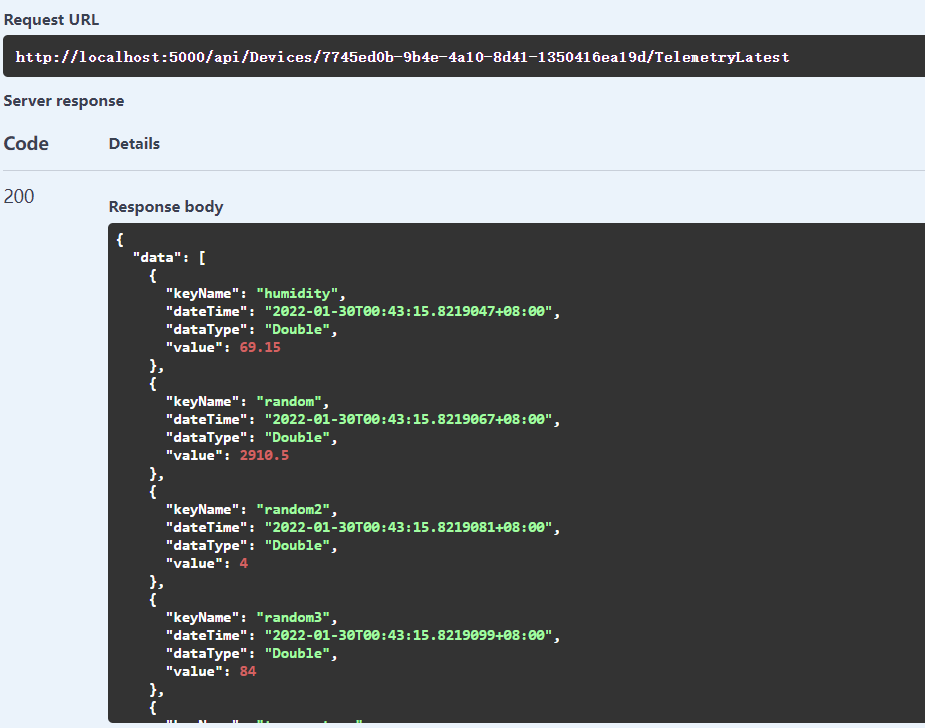 Request URL
http://localhost:5000/api/Devices/7745ed0b-9b4e-4a10-8d41-1350416ea19d/TelemetryLatest
Server response
Code Details
200
Response body
{
"data": [
{
"keyName": "humidity",
"dateTime": "2022-01-30T00:43:15.8219047+08:00",
"dataType": "Double",
"value": 69.15
},
{
"keyName": "random",
"dateTime": "2022-01-30T00:43:15.8219067+08:00",
"dataType": "Double",
"value": 2910.5
},
{
"keyName": "random2",
"dateTime": "2022-01-30T00:43:15.8219081+08:00",
"dataType": "Double",
"value": 4
},
{
"keyName": "random3",
"dateTime": "2022-01-30T00:43:15.8219099+08:00",
"dataType": "Double",
"value": 84
},
{